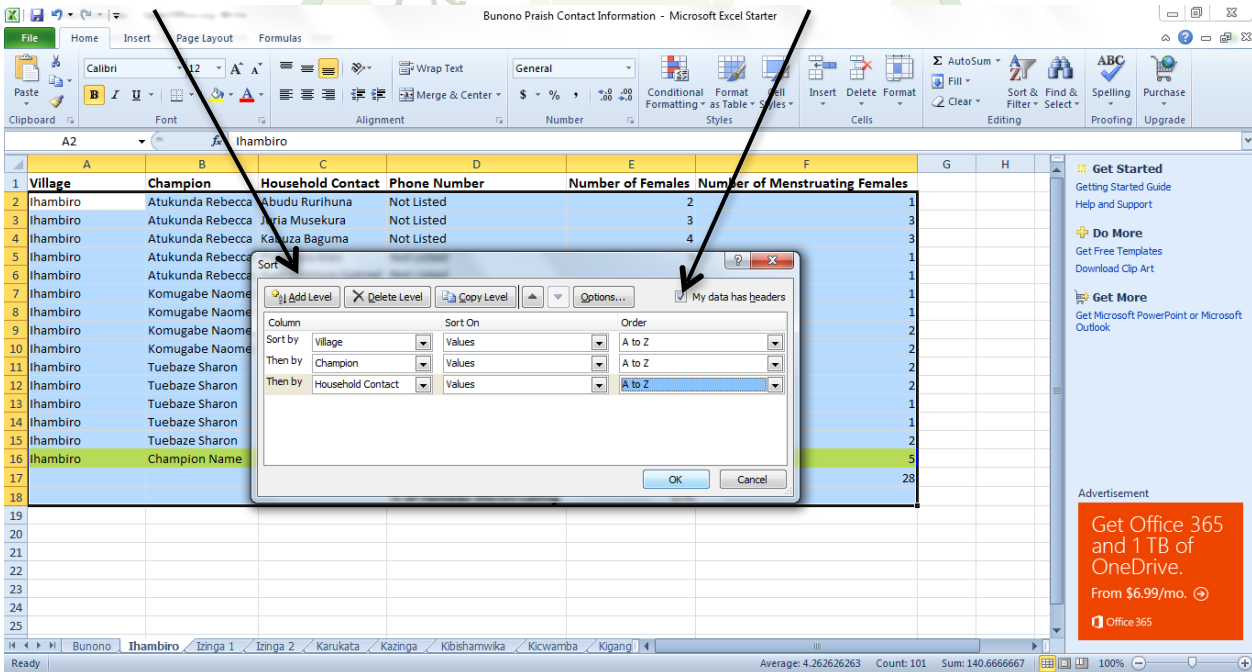 Bunono Praish Contact Information - Microsoft Excel Starter
File Home Insert Page Layout Formulas
Paste
Clipboard
Calibri 12 A A
B I U A
Font
Wrap Text
Merge & Center
Alignment
General
$ % , .0 .00 .00 .0
Number
Conditional Formatting
Format as Table
Cell Styles
Styles
Insert Delete Format
Cells
Σ AutoSum
Fill
Clear
Sort & Filter
Find & Select
Editing
ABC
Spelling
Proofing
Purchase
Upgrade
A2 fx Ihambiro
A B C D E F G H
1 Village Champion Household Contact Phone Number Number of Females Number of Menstruating Females
2 Ihambiro Atukunda Rebecca Abudu Rurihuna Not Listed 2 1
3 Ihambiro Atukunda Rebecca Juria Musekura Not Listed 3 3
4 Ihambiro Atukunda Rebecca Kabuza Baguma Not Listed 4 3
5 Ihambiro Atukunda Rebecca 1
6 Ihambiro Atukunda Rebecca 1
7 Ihambiro Komugabe Naome 1
8 Ihambiro Komugabe Naome 1
9 Ihambiro Komugabe Naome 2
10 Ihambiro Komugabe Naome 2
11 Ihambiro Tuebaze Sharon 2
12 Ihambiro Tuebaze Sharon 2
13 Ihambiro Tuebaze Sharon 1
14 Ihambiro Tuebaze Sharon 1
15 Ihambiro Tuebaze Sharon 2
16 Ihambiro Champion Name 5
17 28
18
19
20
21
22
23
24
25
Sort
Add Level Delete Level Copy Level Options... My data has headers
Column Sort On Order
Sort by Village Values A to Z
Then by Champion Values A to Z
Then by Household Contact Values A to Z
OK Cancel
Get Started
Getting Started Guide
Help and Support
Do More
Get Free Templates
Download Clip Art
Get More
Get Microsoft PowerPoint or Microsoft
Outlook
Advertisement
Get Office 365
and 1 TB of
OneDrive.
From $6.99/mo.
Office 365
Bunono Ihambiro Izinga 1 Izinga 2 Karukata Kazinga Kibishamwika Kicwamba Kigang
Ready Average: 4.262626263 Count: 101 Sum: 140.6666667 100%